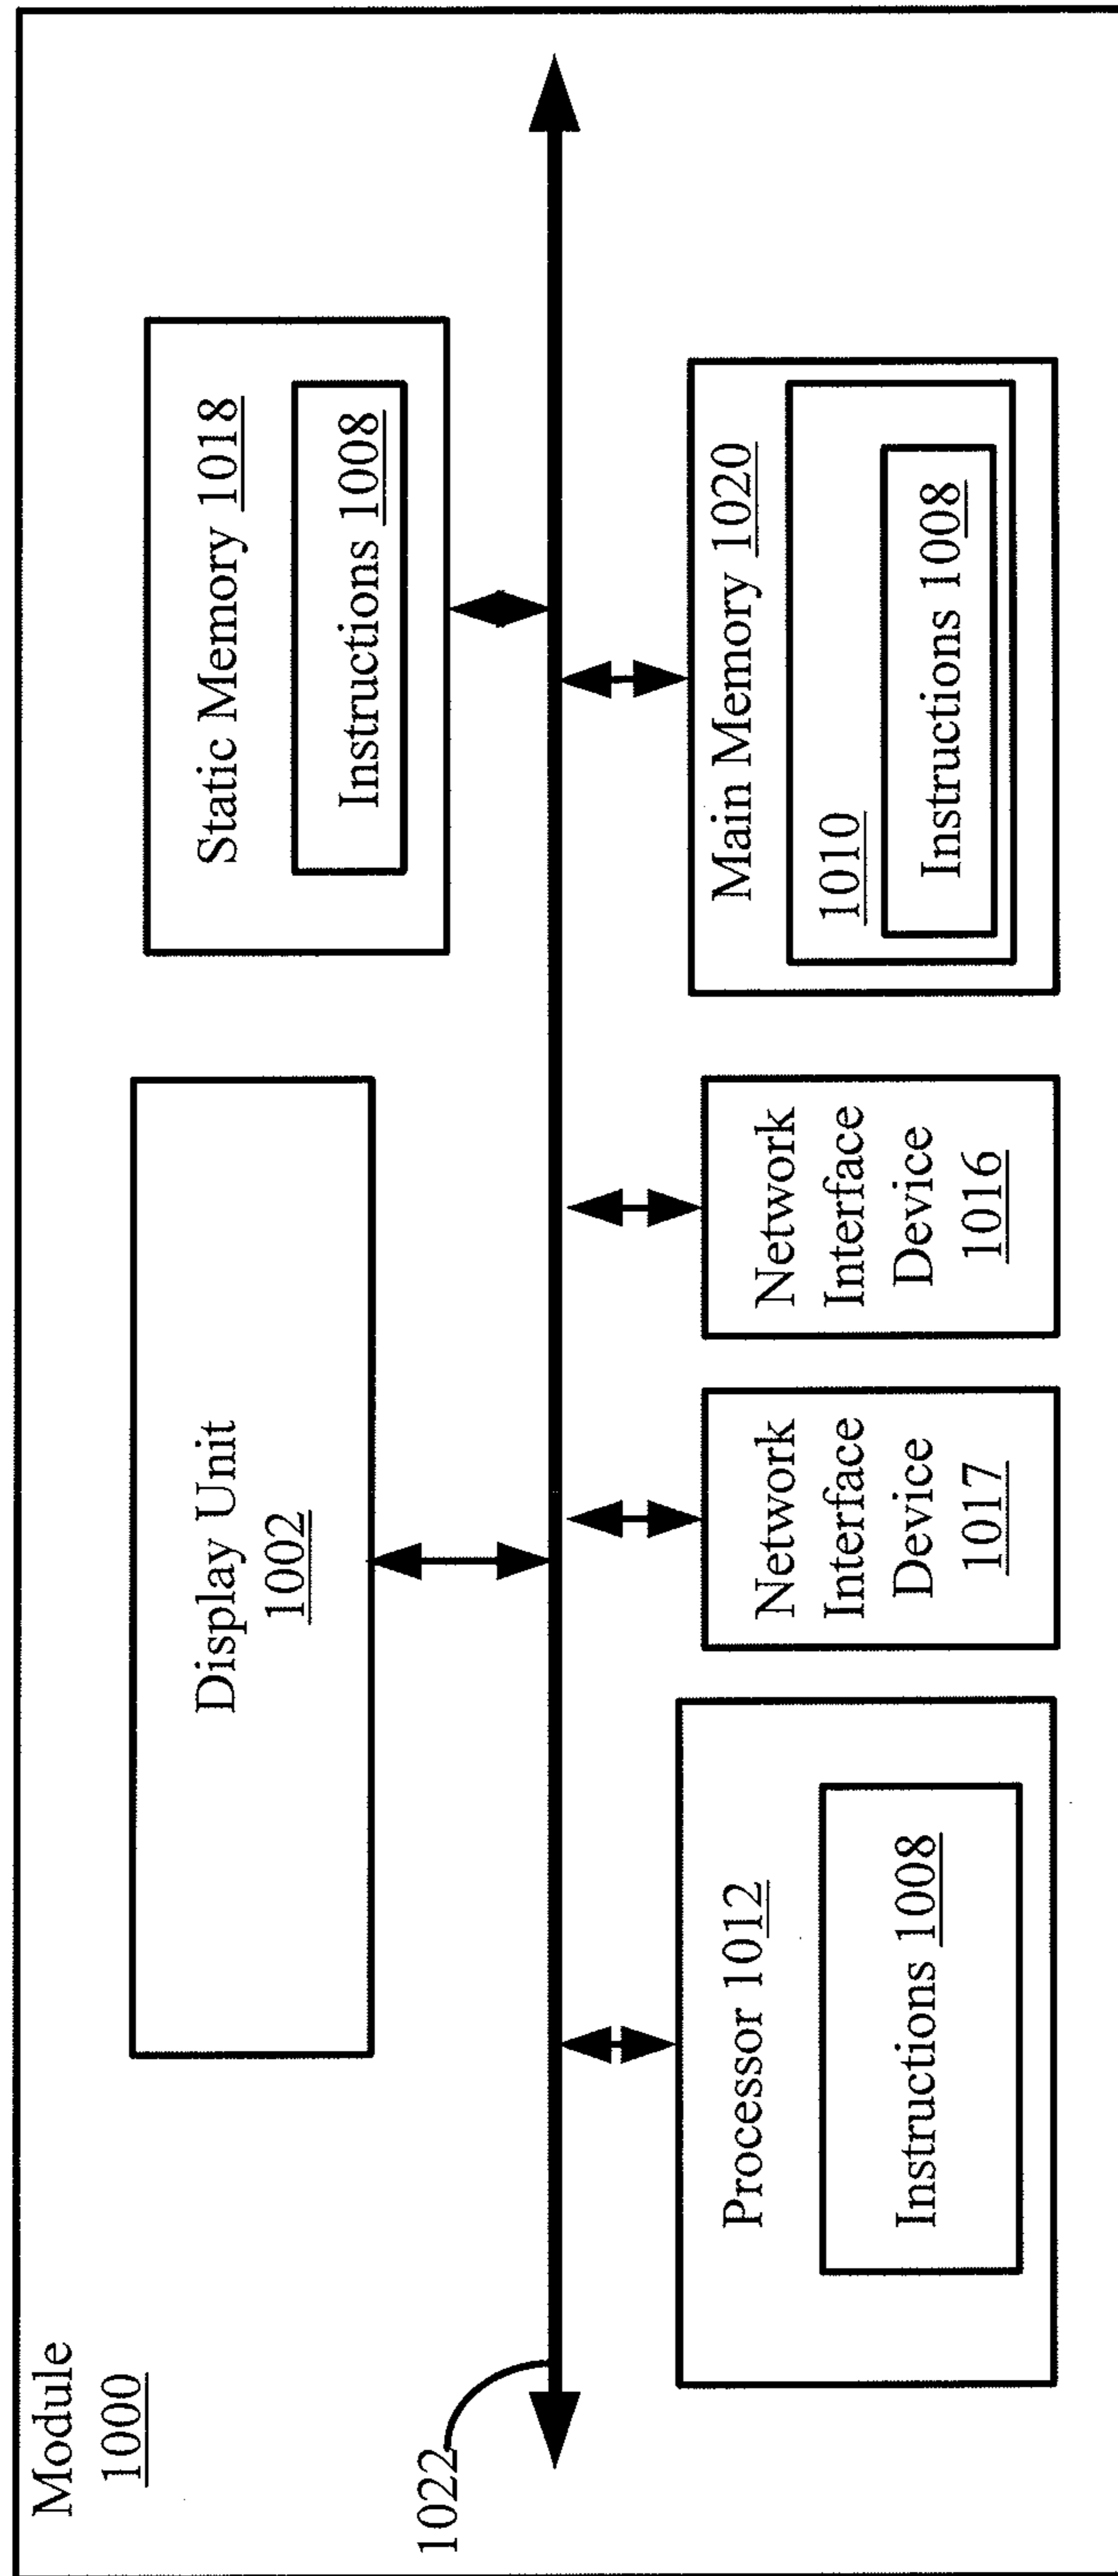 Module
1000
1022
Display Unit
1002
Static Memory 1018
Instructions 1008
Processor 1012
Instructions 1008
Network
Interface
Device
1017
Network
Interface
Device
1016
Main Memory 1020
1010
Instructions 1008